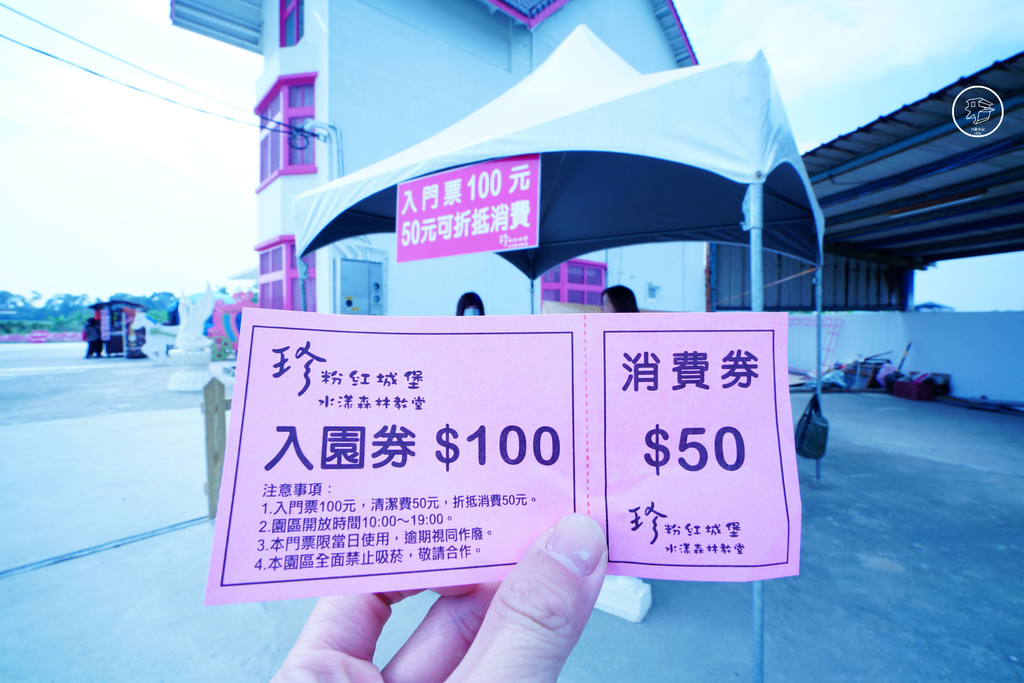 入門票100元
50元可折抵消費
珍
珍粉紅城堡
水漾森林教堂
入園券 $100
注意事項：
1.入門票100元，清潔費50元，折抵消費50元。
2.園區開放時間10:00～19:00。
3.本門票限當日使用，逾期視同作廢。
4.本園區全面禁止吸菸，敬請合作。
消費券
$50
珍粉紅城堡
水漾森林教堂